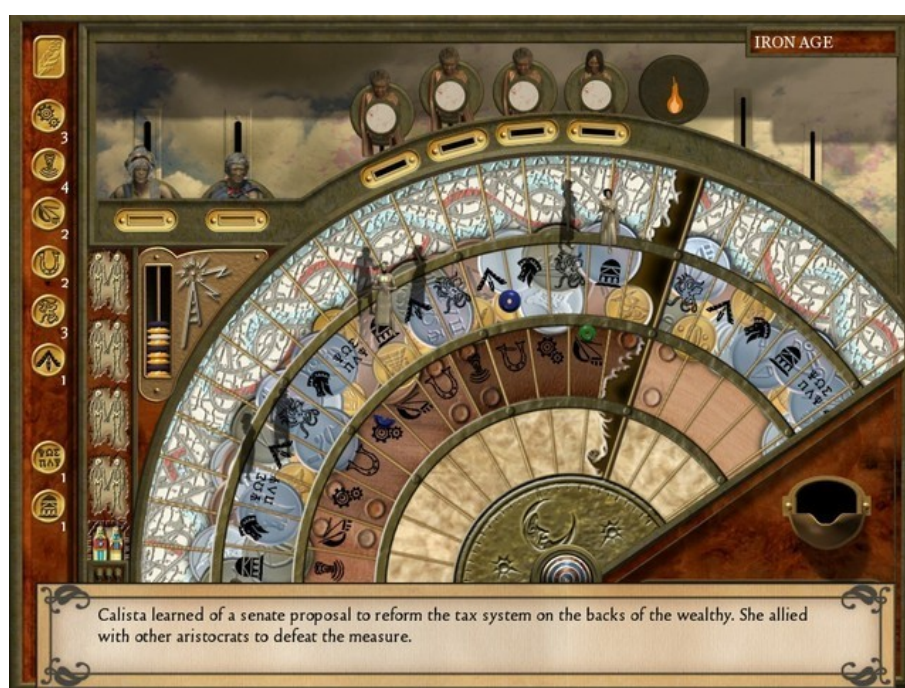 IRON AGE
3
4
2
2
3
1
1
1
Calista learned of a senate proposal to reform the tax system on the backs of the wealthy. She allied
with other aristocrats to defeat the measure.